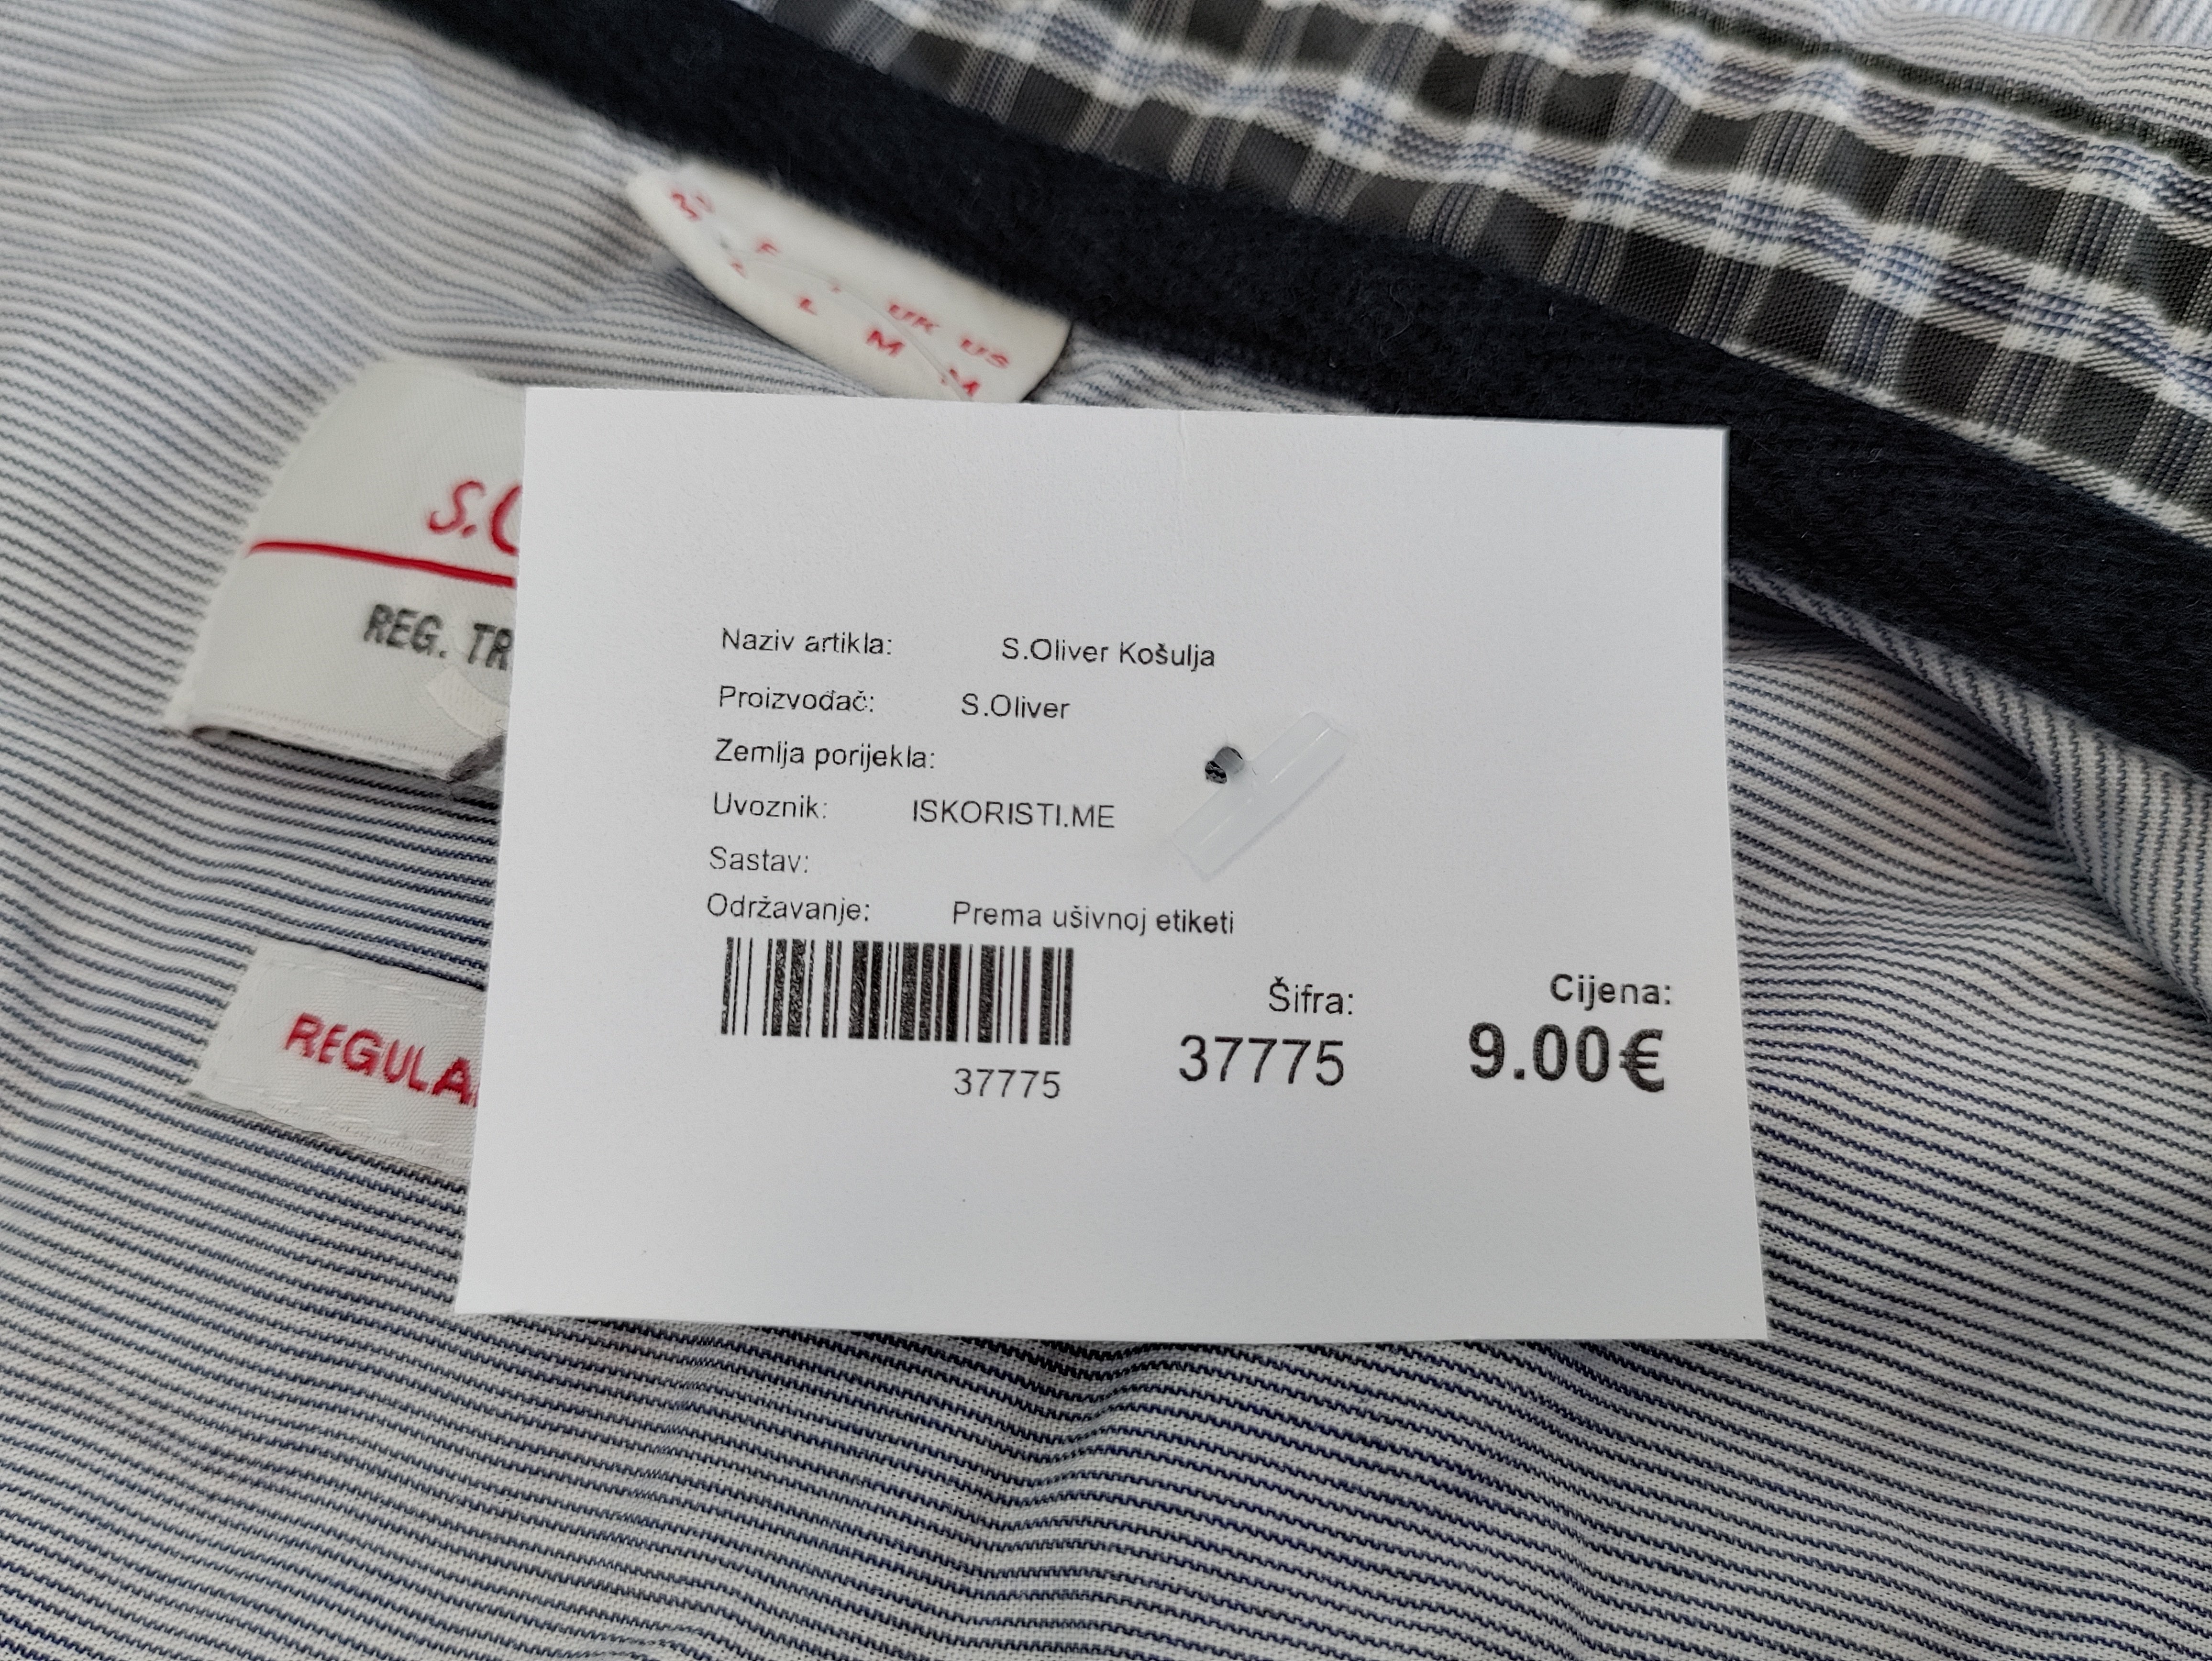 UK US
M M
S.
REG. TR
REGULA
Naziv artikla: S.Oliver Košulja
Proizvođač: S.Oliver
Zemlja porijekla:
Uvoznik: ISKORISTI.ME
Sastav:
Održavanje: Prema ušivnoj etiketi
37775
Šifra:
37775
Cijena:
9.00€